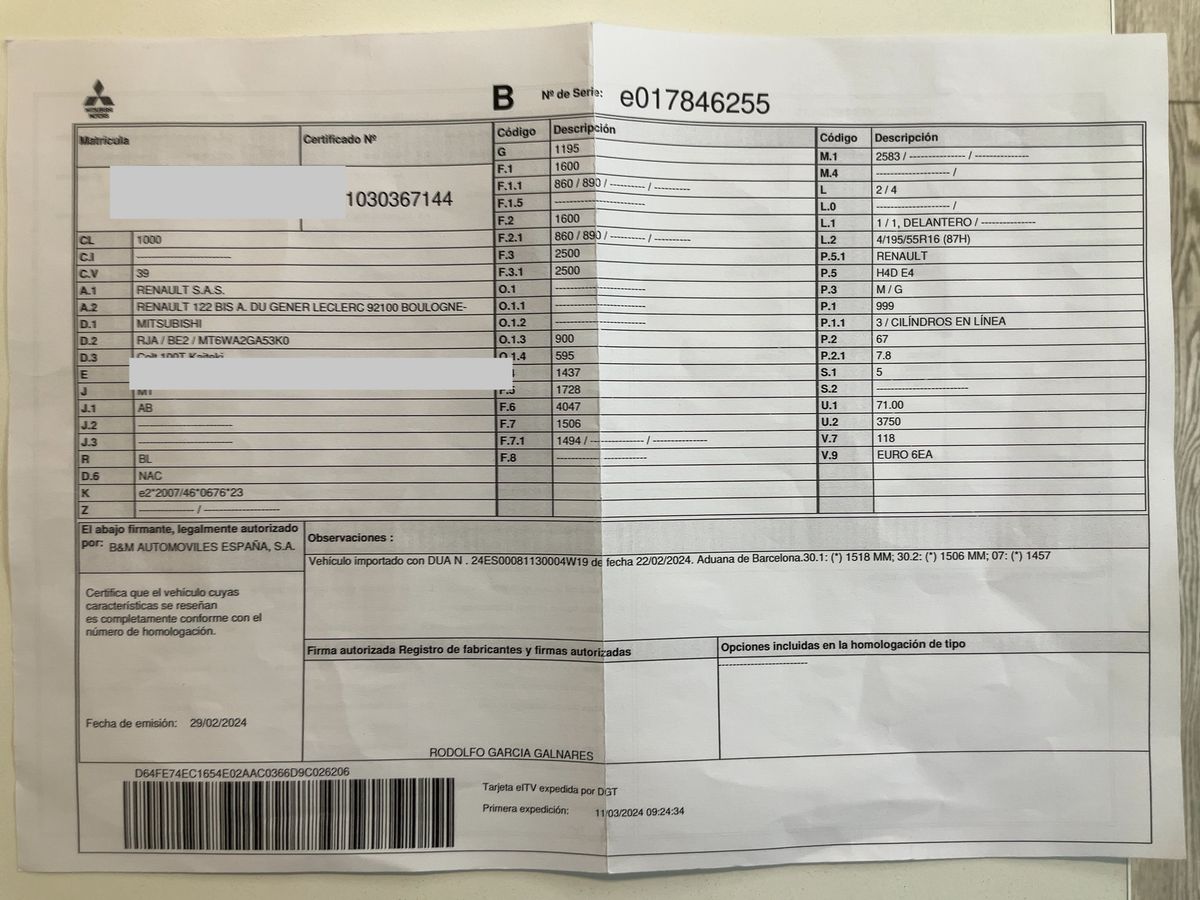 MITSUBISHI
MOTORS
B Nº de Serie: e017846255
Matrícula
Certificado Nº
1030367144
CL 1000
C.I ---------------------
C.V 39
A.1 RENAULT S.A.S.
A.2 RENAULT 122 BIS A. DU GENER LECLERC 92100 BOULOGNE-
D.1 MITSUBISHI
D.2 RJA / BE2 / MT6WA2GA53K0
D.3 Colt 100T Kaiteki
E
J M1
J.1 AB
J.2 ---------------------
J.3 ---------------------
R BL
D.6 NAC
K e2*2007/46*0676*23
Z -------------- / -----------------
Código Descripción
G 1195
F.1 1600
F.1.1 860 / 890 / --------- / ---------
F.1.5 ---------------------
F.2 1600
F.2.1 860 / 890 / --------- / ---------
F.3 2500
F.3.1 2500
O.1 ---------------------
O.1.1 ---------------------
O.1.2 ---------------------
O.1.3 900
O.1.4 595
1437
F.5 1728
F.6 4047
F.7 1506
F.7.1 1494 / ------------- / -------------
F.8 ---------------------
Código Descripción
M.1 2583 / ------------- / -------------
M.4 ----------------- /
L 2 / 4
L.0 ----------------- /
L.1 1 / 1, DELANTERO / -------------
L.2 4/195/55R16 (87H)
P.5.1 RENAULT
P.5 H4D E4
P.3 M / G
P.1 999
P.1.1 3 / CILÍNDROS EN LÍNEA
P.2 67
P.2.1 7.8
S.1 5
S.2 ---------------------
U.1 71.00
U.2 3750
V.7 118
V.9 EURO 6EA
El abajo firmante, legalmente autorizado
por: B&M AUTOMOVILES ESPAÑA, S.A.
Certifica que el vehículo cuyas
características se reseñan
es completamente conforme con el
número de homologación.
Fecha de emisión: 29/02/2024
Observaciones :
Vehículo importado con DUA N . 24ES00081130004W19 de fecha 22/02/2024. Aduana de Barcelona.30.1: (*) 1518 MM; 30.2: (*) 1506 MM; 07: (*) 1457
Firma autorizada Registro de fabricantes y firmas autorizadas
RODOLFO GARCIA GALNARES
Opciones incluidas en la homologación de tipo
---------------------
D64FE74EC1654E02AAC0366D9C026206
Tarjeta eITV expedida por DGT
Primera expedición: 11/03/2024 09:24:34